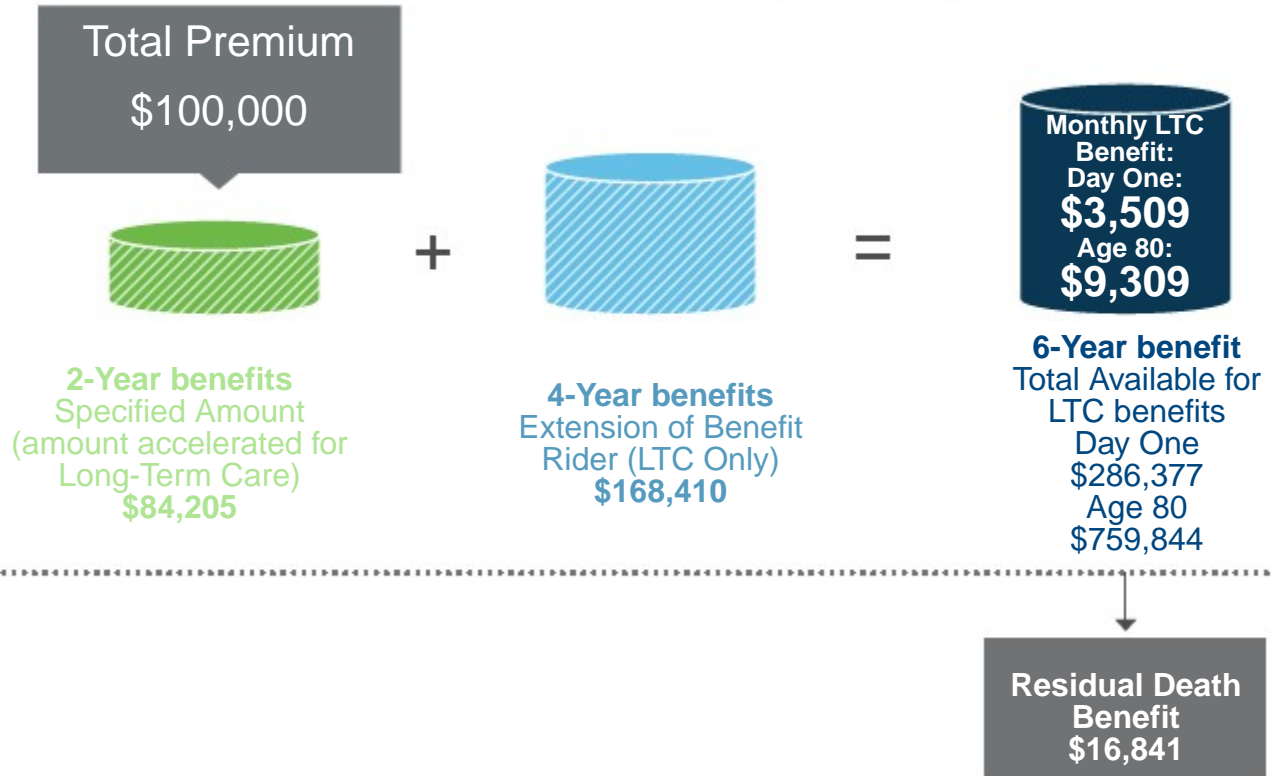 Total Premium
$100,000
+
=
Monthly LTC
Benefit:
Day One:
$3,509
Age 80:
$9,309
2-Year benefits
Specified Amount
(amount accelerated for
Long-Term Care)
$84,205
4-Year benefits
Extension of Benefit
Rider (LTC Only)
$168,410
6-Year benefit
Total Available for
LTC benefits
Day One
$286,377
Age 80
$759,844
Residual Death
Benefit
$16,841